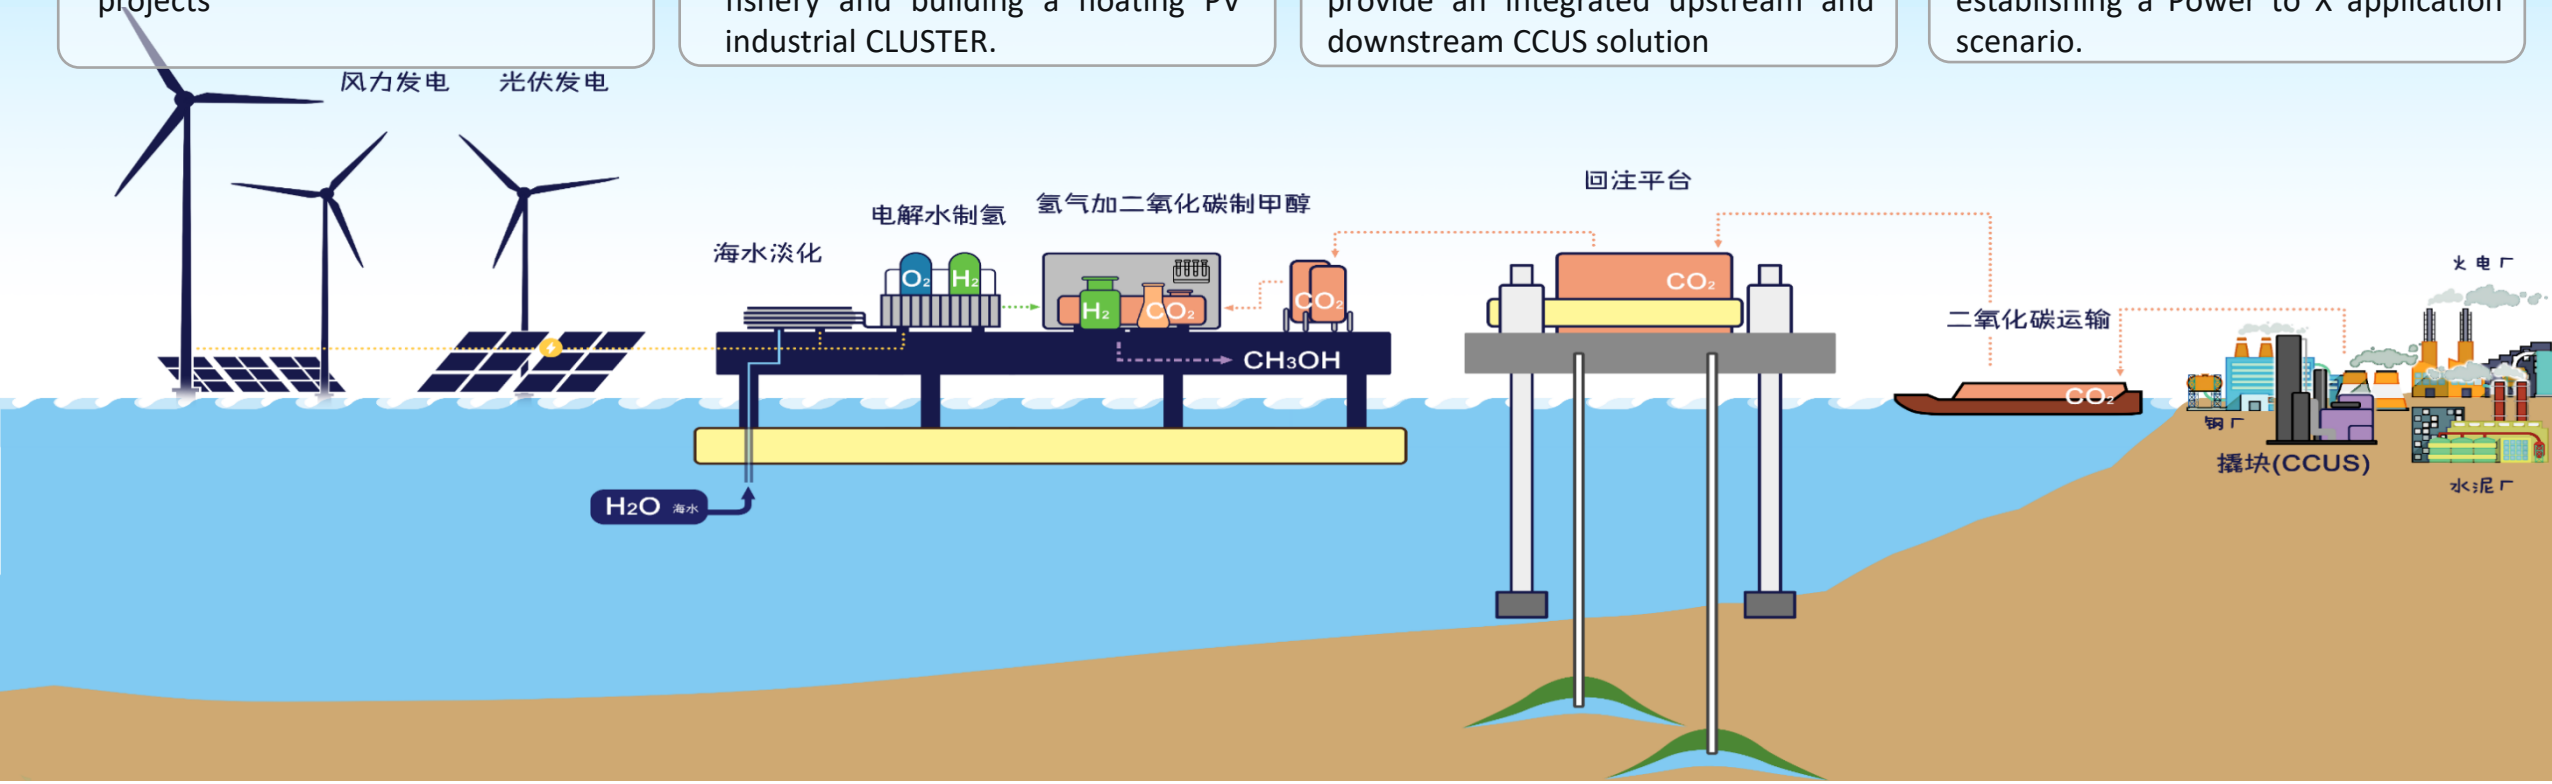 projects
fishery and building a floating PV
industrial CLUSTER.
provide an integrated upstream and
downstream CCUS solution
establishing a Power to X application
scenario.
风力发电
光伏发电
回注平台
氢气加二氧化碳制甲醇
电解水制氢
海水淡化
O₂
H₂
H₂
CO₂
CO₂
CO₂
CH₃OH
二氧化碳运输
CO₂
火电厂
钢厂
撬块(CCUS)
水泥厂
H₂O 海水